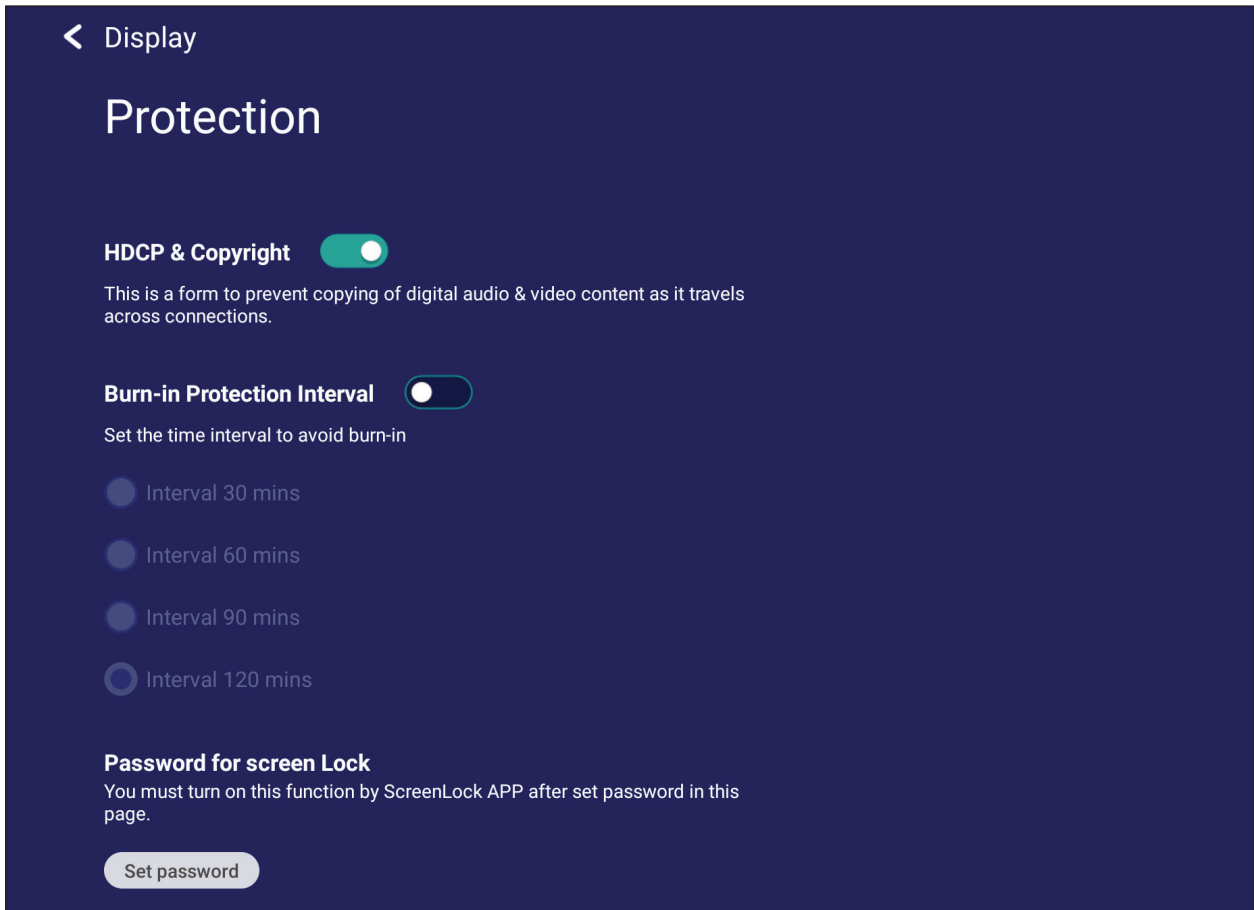 Display
Protection
HDCP & Copyright
This is a form to prevent copying of digital audio & video content as it travels
across connections.
Burn-in Protection Interval
Set the time interval to avoid burn-in
Interval 30 mins
Interval 60 mins
Interval 90 mins
Interval 120 mins
Password for screen Lock
You must turn on this function by ScreenLock APP after set password in this
page.
Set password